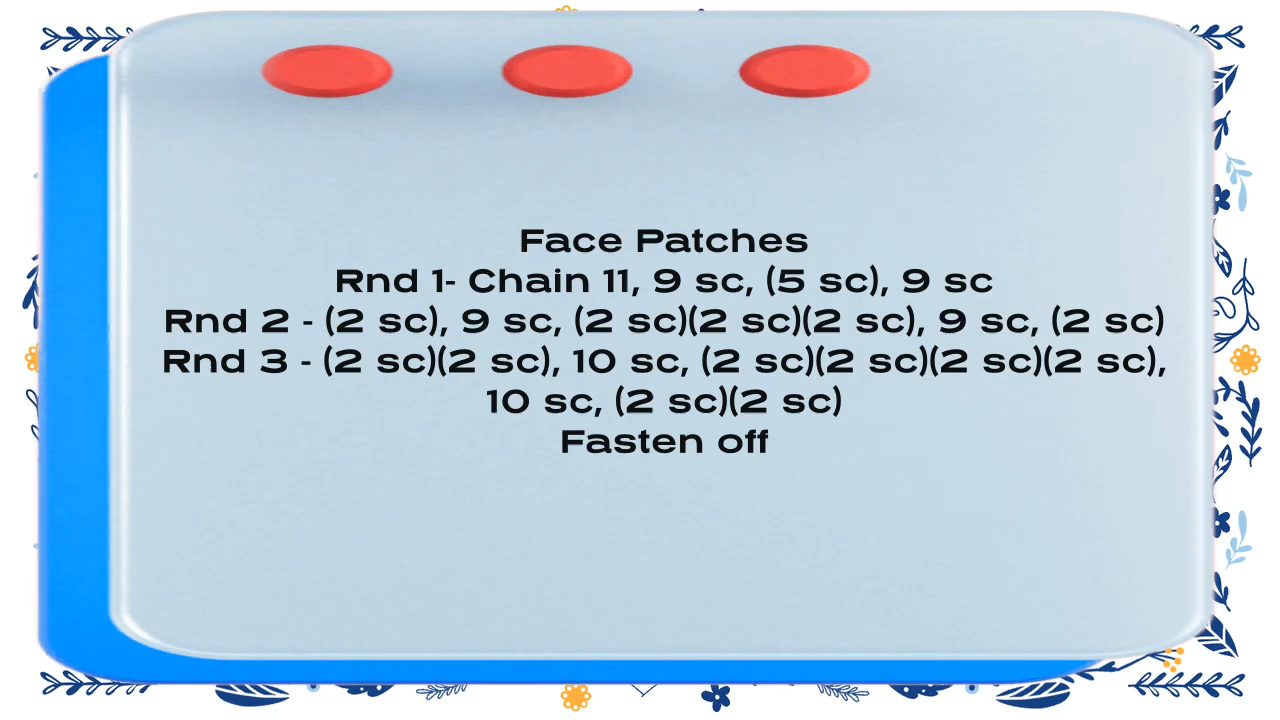 Face Patches
Rnd 1- Chain 11, 9 sc, (5 sc), 9 sc
Rnd 2 - (2 sc), 9 sc, (2 sc)(2 sc)(2 sc), 9 sc, (2 sc)
Rnd 3 - (2 sc)(2 sc), 10 sc, (2 sc)(2 sc)(2 sc)(2 sc),
10 sc, (2 sc)(2 sc)
Fasten off